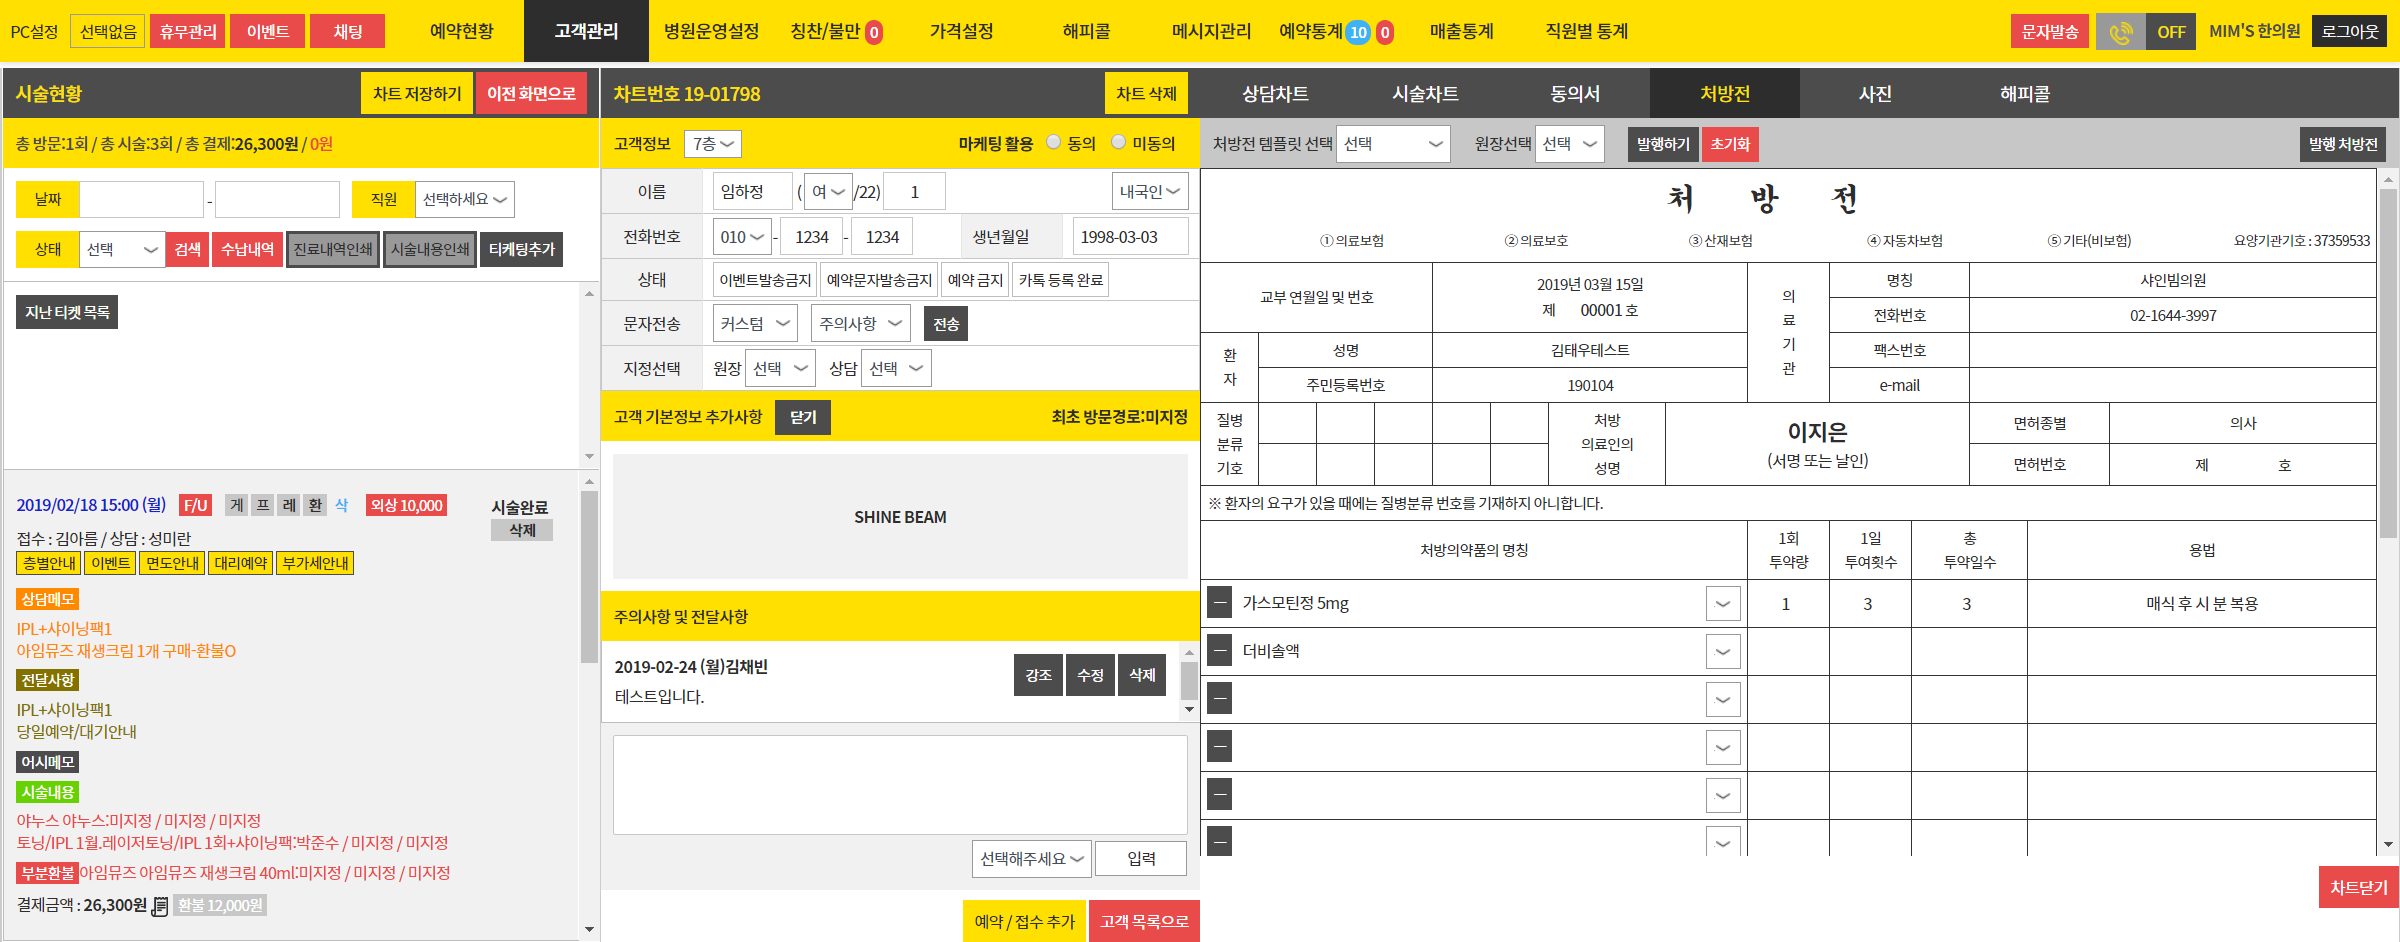 PC설정 선택없음 휴무관리 이벤트 채팅 예약현황 고객관리 병원운영설정 칭찬/불만 0 가격설정 해피콜 메시지관리 예약통계 10 0 매출통계 직원별 통계 문자발송 OFF MIM'S 한의원 로그아웃
시술현황 차트 저장하기 이전 화면으로
총 방문:1회 / 총 시술:3회 / 총 결제:26,300원 / 0원
날짜 - 직원 선택하세요
상태 선택 검색 수납내역 진료내역인쇄 시술내용인쇄 티케팅추가
지난 티켓 목록
2019/02/18 15:00 (월) F/U 게 프 레 환 삭 외상 10,000 시술완료
삭제
접수 : 김아름 / 상담 : 성미란
층별안내 이벤트 면도안내 대리예약 부가세안내
상담메모
IPL+샤이닝팩1
아임뮤즈 재생크림 1개 구매-환불O
전달사항
IPL+샤이닝팩1
당일예약/대기안내
어시메모
시술내용
야누스 야누스:미지정 / 미지정 / 미지정
토닝/IPL 1월.레이저토닝/IPL 1회+샤이닝팩:박준수 / 미지정 / 미지정
부분환불 아임뮤즈 아임뮤즈 재생크림 40ml:미지정 / 미지정 / 미지정
결제금액 : 26,300원 환불 12,000원
차트번호 19-01798 차트 삭제
고객정보 7층 마케팅 활용 동의 미동의
이름 임하정 ( 여 /22) 1 내국인
전화번호 010 - 1234 - 1234 생년월일 1998-03-03
상태 이벤트발송금지 예약문자발송금지 예약 금지 카톡 등록 완료
문자전송 커스텀 주의사항 전송
지정선택 원장 선택 상담 선택
고객 기본정보 추가사항 닫기 최초 방문경로:미지정
SHINE BEAM
주의사항 및 전달사항
2019-02-24 (월)김채빈 강조 수정 삭제
테스트입니다.
선택해주세요 입력
예약 / 접수 추가 고객 목록으로
상담차트 시술차트 동의서 처방전 사진 해피콜
처방전 템플릿 선택 선택 원장선택 선택 발행하기 초기화 발행 처방전
처 방 전
① 의료보험 ② 의료보호 ③ 산재보험 ④ 자동차보험 ⑤ 기타(비보험) 요양기관기호 : 37359533
교부 연월일 및 번호 2019년 03월 15일 제 00001 호 의료기관 명칭 샤인빔의원
전화번호 02-1644-3997
환자 성명 김태우테스트 팩스번호
주민등록번호 190104 e-mail
질병 분류 기호 처방 의료인의 성명 이지은 (서명 또는 날인) 면허종별 의사
면허번호 제 호
※ 환자의 요구가 있을 때에는 질병분류 번호를 기재하지 아니합니다.
처방의약품의 명칭 1회 투약량 1일 투여횟수 총 투약일수 용법
가스모틴정 5mg 1 3 3 매식 후 시 분 복용
더비솔액
차트닫기